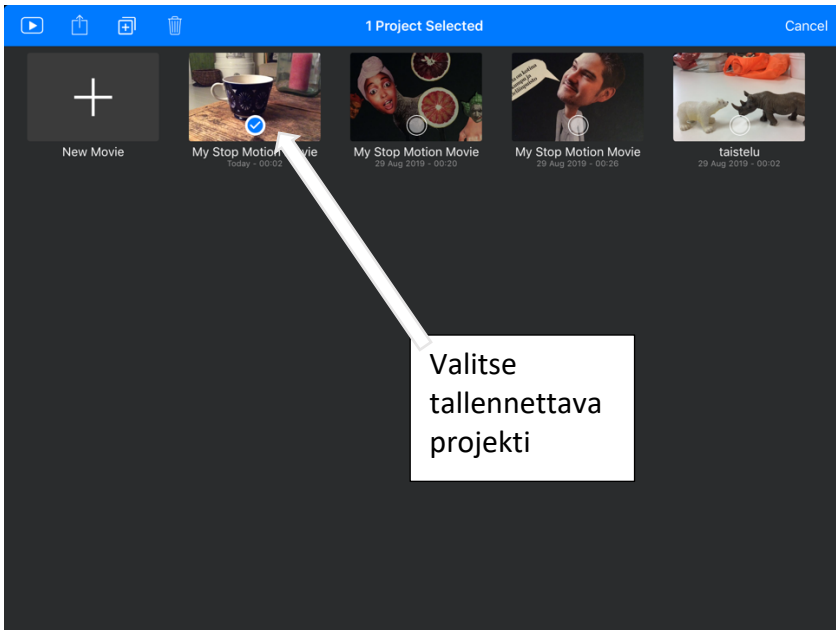 1 Project Selected
Cancel
New Movie
My Stop Motion Movie
Today - 00:02
My Stop Motion Movie
29 Aug 2019 - 00:20
My Stop Motion Movie
29 Aug 2019 - 00:26
taistelu
29 Aug 2019 - 00:02
Valitse
tallennettava
projekti